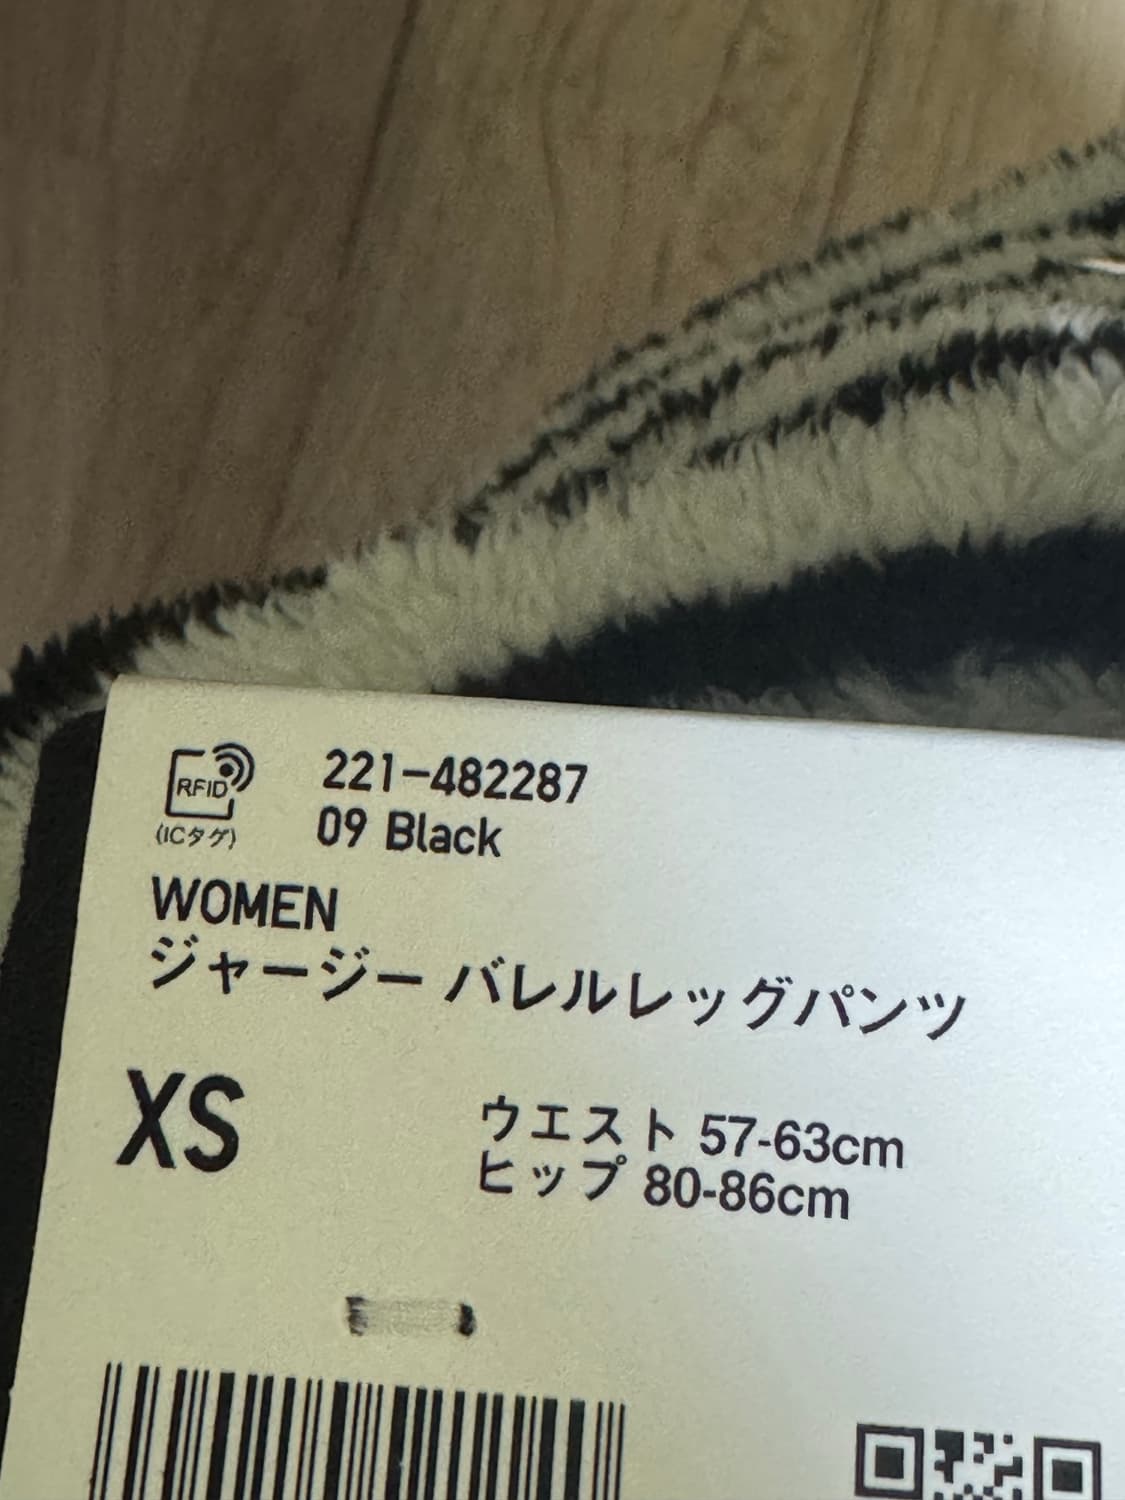 RFID
(ICタグ)
221-482287
09 Black
WOMEN
ジャージー バレルレッグパンツ
XS
ウエスト 57-63cm
ヒップ 80-86cm